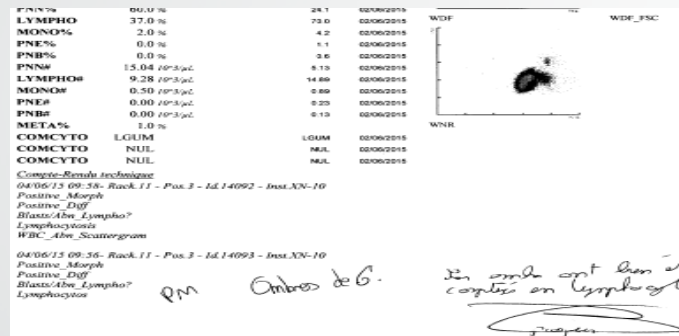 PNN% 60.0 % 24.1 02/06/2015
LYMPHO 37.0 % 73.0 02/06/2015
MONO% 2.0 % 4.2 02/06/2015
PNE% 0.0 % 1.1 02/06/2015
PNB% 0.0 % 0.6 02/06/2015
PNN# 15.04 10^3/µL 5.13 02/06/2015
LYMPHO# 9.28 10^3/µL 14.89 02/06/2015
MONO# 0.50 10^3/µL 0.89 02/06/2015
PNE# 0.00 10^3/µL 0.23 02/06/2015
PNB# 0.00 10^3/µL 0.13 02/06/2015
META% 1.0 %
COMCYTO LGUM LGUM 02/06/2015
COMCYTO NUL NUL 02/06/2015
COMCYTO NUL NUL 02/06/2015
WDF WDF_FSC
WNR
Compte-Rendu technique
04/06/15 09:58- Rack.11 - Pos.3 - Id.14092 - Inst.XN-10
Positive_Morph
Positive_Diff
Blasts/Abn_Lympho?
Lymphocytosis
WBC_Abn_Scattergram
04/06/15 09:56- Rack.11 - Pos.3 - Id.14093 - Inst.XN-10
Positive_Morph
Positive_Diff
Blasts/Abn_Lympho?
Lymphocytos
PM Ombres de G.
Les ombres ont bien
comptées en lymphocyt